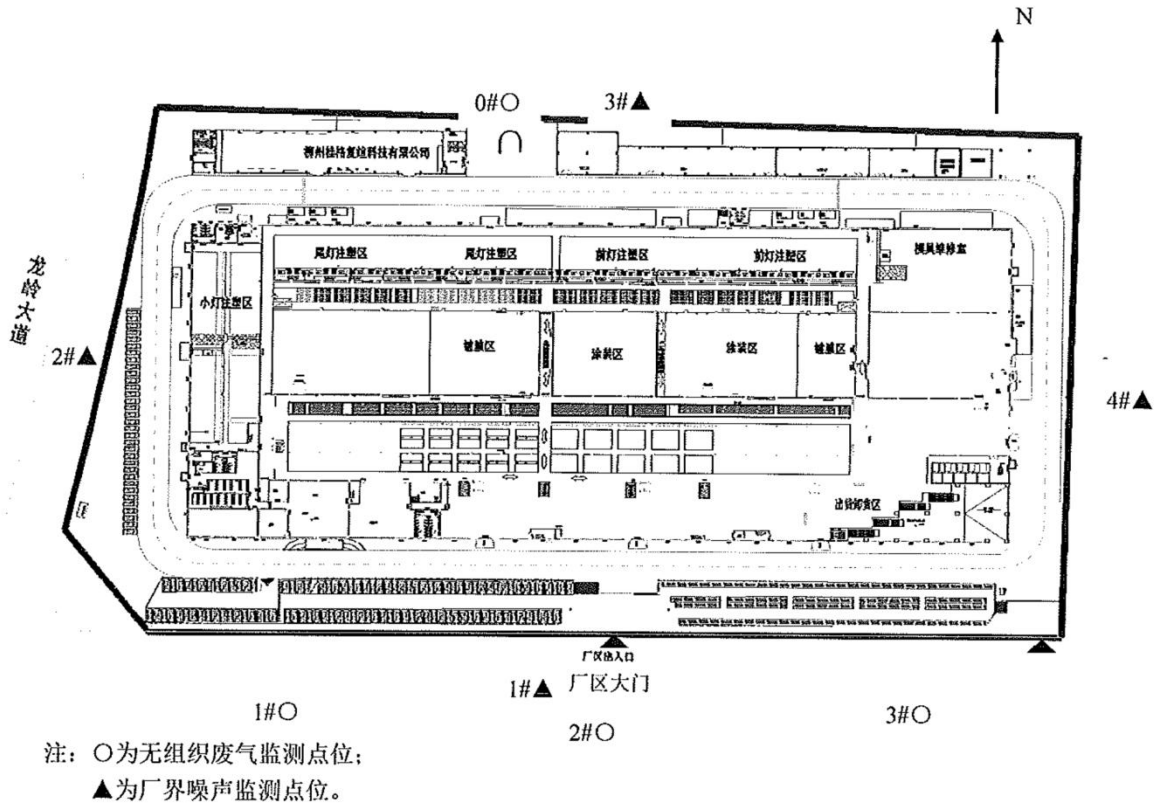 N
0#○
3#▲
柳州桂格复煊科技有限公司
尾灯注塑区
尾灯注塑区
前灯注塑区
前灯注塑区
模具维修室
龙岭大道
小灯注塑区
2#▲
镀膜区
涂装区
涂装区
镀膜区
4#▲
出货卸货区
厂区出入口
1#▲
厂区大门
1#○
2#○
3#○
注：○为无组织废气监测点位；
▲为厂界噪声监测点位。